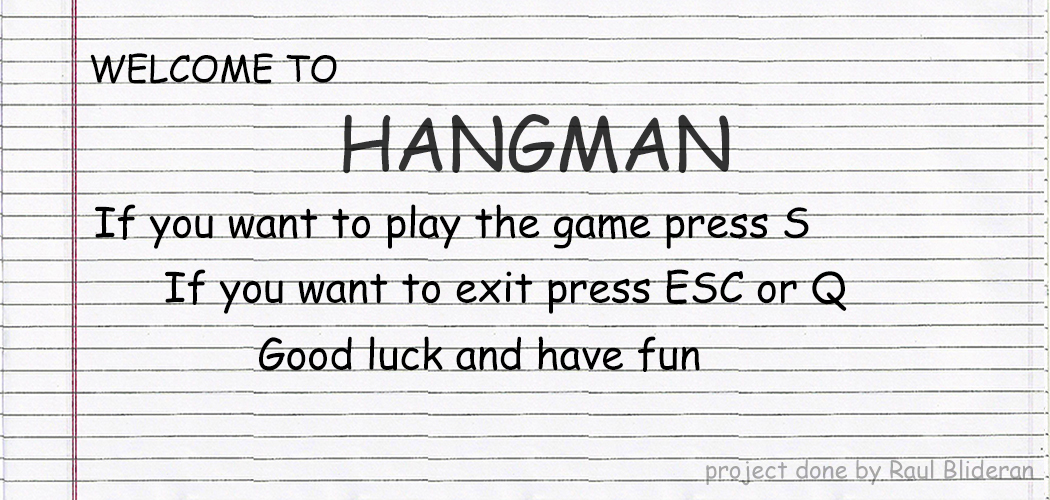 WELCOME TO
HANGMAN
If you want to play the game press S
If you want to exit press ESC or Q
Good luck and have fun
project done by Raul Blideran